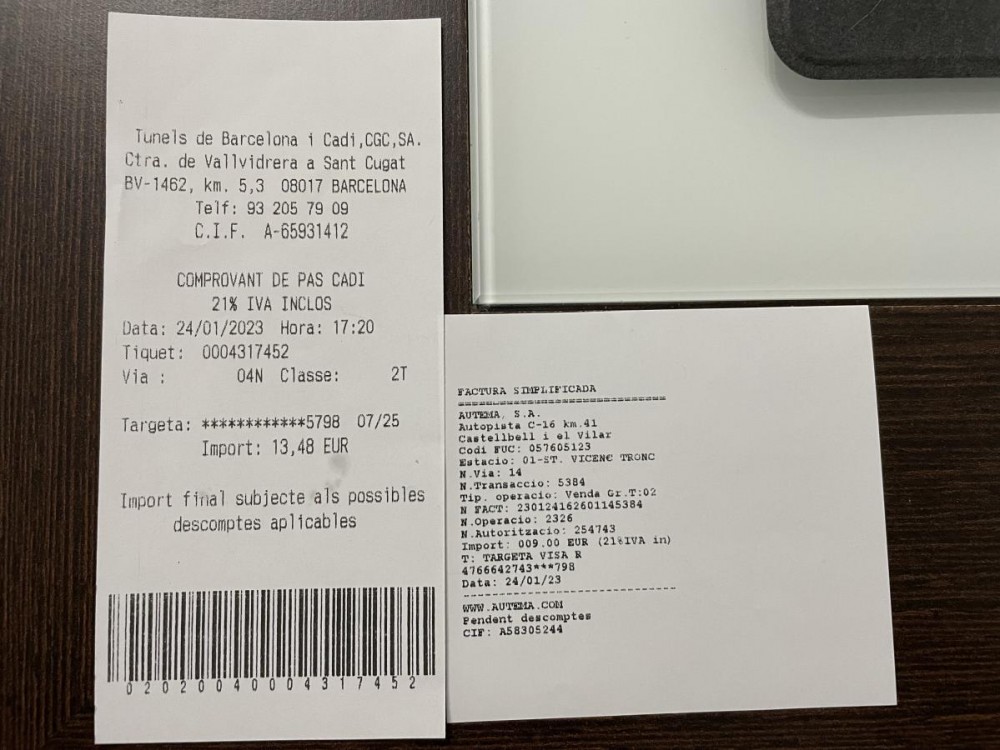 Tunels de Barcelona i Cadi,CGC,SA.
Ctra. de Vallvidrera a Sant Cugat
BV-1462, km. 5,3 08017 BARCELONA
Telf: 93 205 79 09
C.I.F. A-65931412
COMPROVANT DE PAS CADI
21% IVA INCLOS
Data: 24/01/2023 Hora: 17:20
Tiquet: 0004317452
Via : 04N Classe: 2T
Targeta: ************5798 07/25
Import: 13,48 EUR
Import final subjecte als possibles
descomptes aplicables
02020040004317452
FACTURA SIMPLIFICADA
==============================
AUTEMA, S.A.
Autopista C-16 km.41
Castellbell i el Vilar
Codi FUC: 057605123
Estacio: 01-ST. VICENÇ TRONC
N.Via: 14
N.Transaccio: 5384
Tip. operacio: Venda Gr.T:02
N FACT: 230124162601145384
N.Operacio: 2326
N.Autoritzacio: 254743
Import: 009.00 EUR (21%IVA in)
T: TARGETA VISA R
4766642743***798
Data: 24/01/23
------------------------------
WWW.AUTEMA.COM
Pendent descomptes
CIF: A58305244